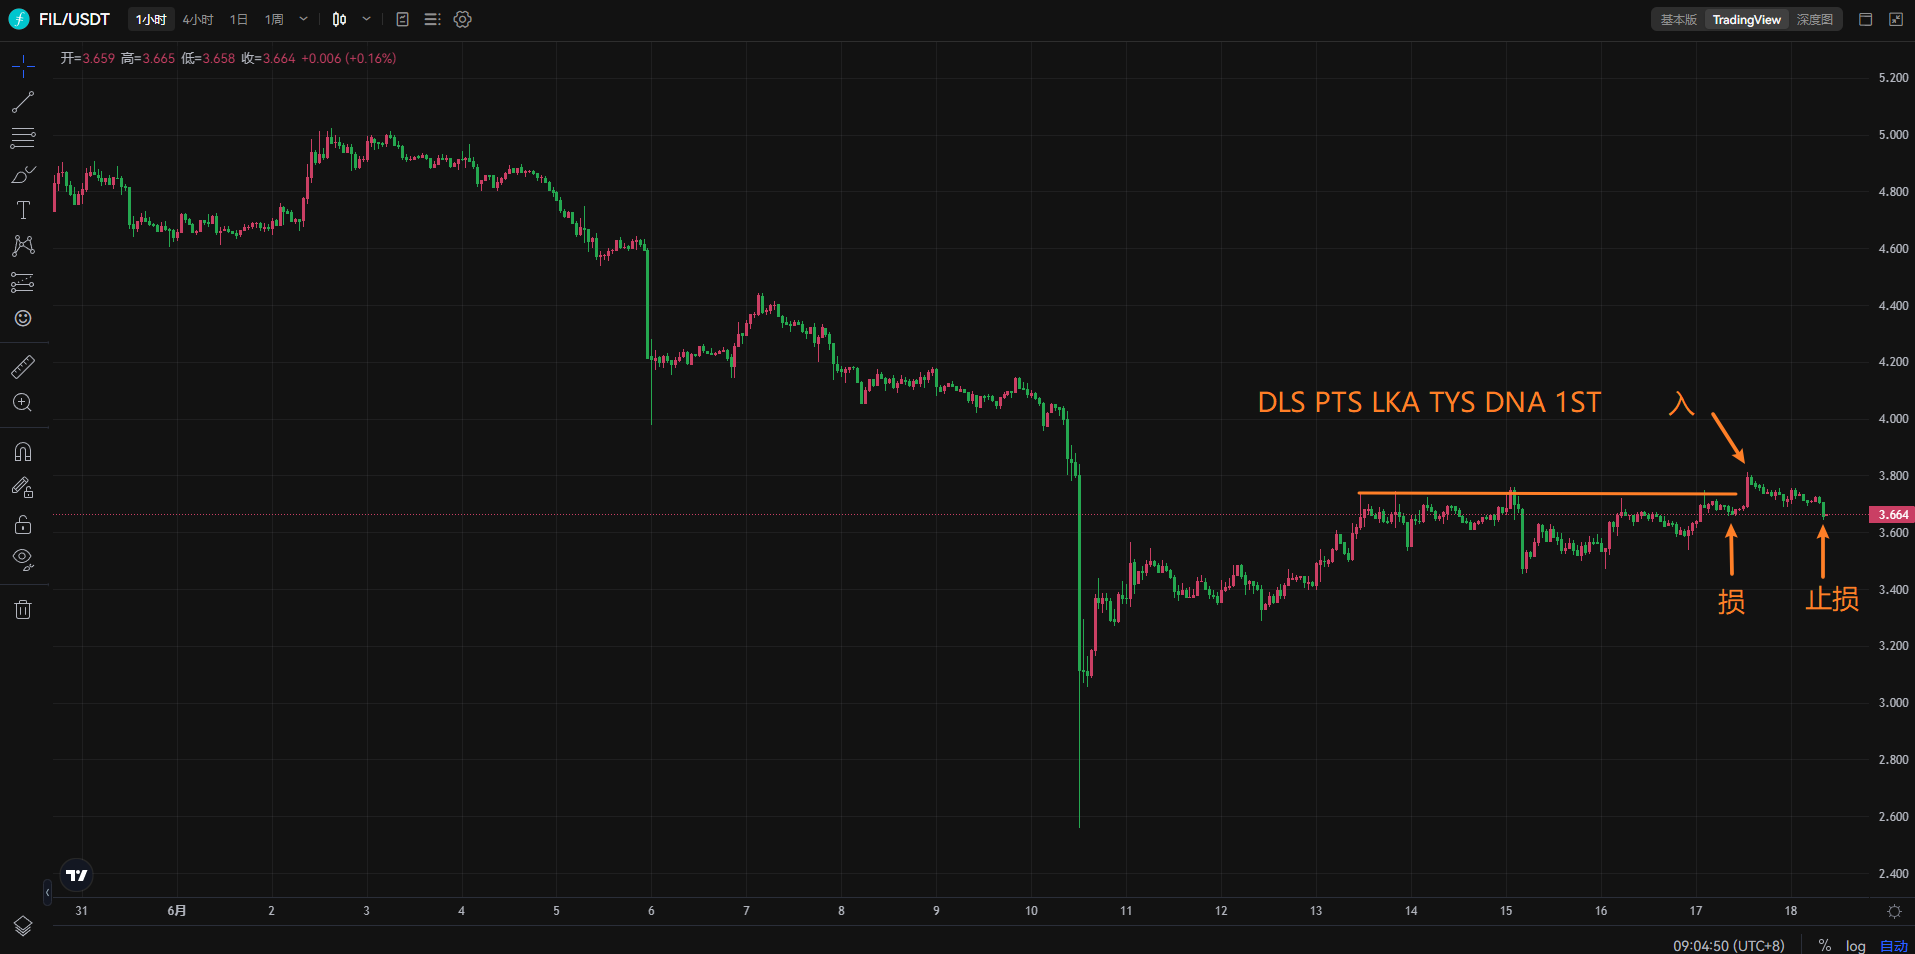 FIL/USDT 1小时 4小时 1日 1周 基本版 TradingView 深度图
开=3.659 高=3.665 低=3.658 收=3.664 +0.006 (+0.16%)
5.200
5.000
4.800
4.600
4.400
4.200
4.000
3.800
3.664
3.600
3.400
3.200
3.000
2.800
2.600
2.400
DLS PTS LKA TYS DNA 1ST 入
损 止损
31 6月 2 3 4 5 6 7 8 9 10 11 12 13 14 15 16 17 18
09:04:50 (UTC+8) % log 自动